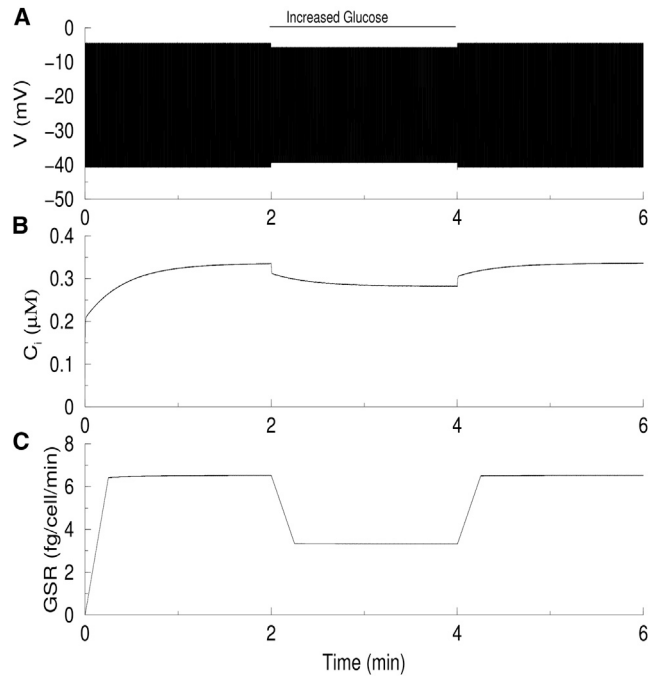 A
Increased Glucose
0
−10
−20
−30
−40
−50
V (mV)
0 2 4 6
B
0.4
0.3
0.2
0.1
0
Ci (μM)
0 2 4 6
C
8
6
4
2
0
GSR (fg/cell/min)
0 2 4 6
Time (min)